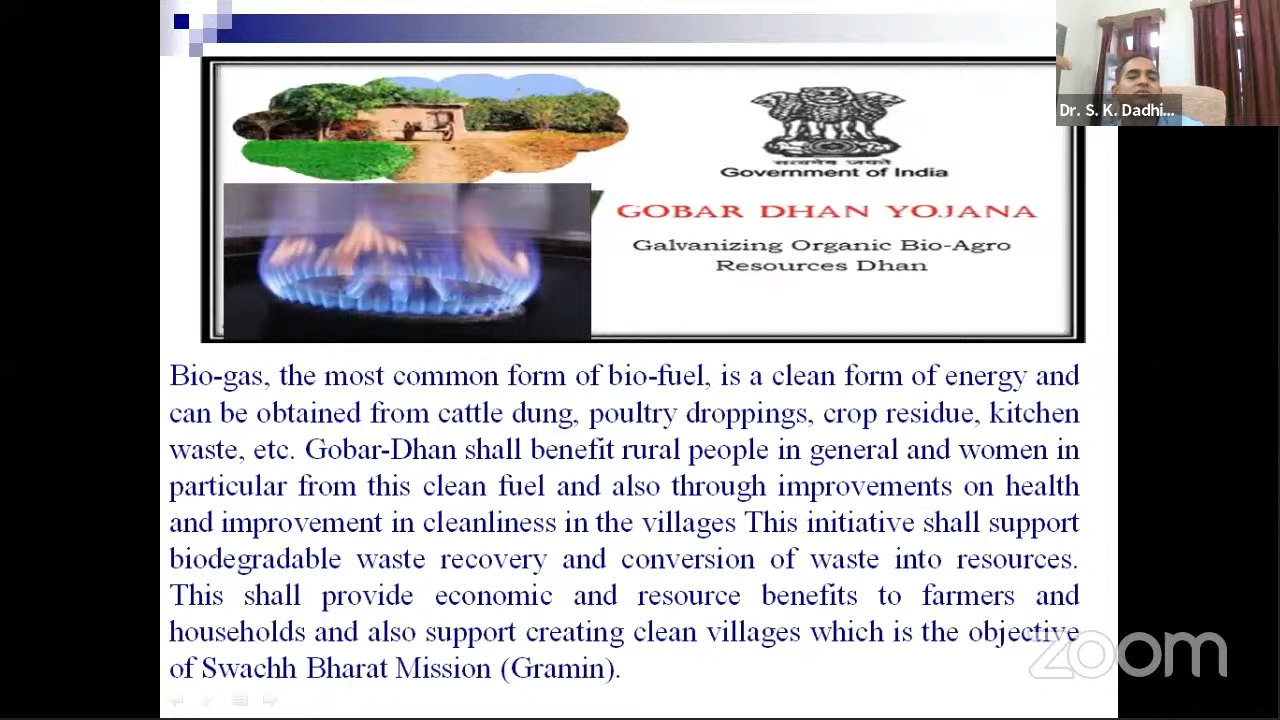 सत्यमेव जयते
Government of India
GOBAR DHAN YOJANA
Galvanizing Organic Bio-Agro
Resources Dhan
Dr. S. K. Dadhi...
Bio-gas, the most common form of bio-fuel, is a clean form of energy and
can be obtained from cattle dung, poultry droppings, crop residue, kitchen
waste, etc. Gobar-Dhan shall benefit rural people in general and women in
particular from this clean fuel and also through improvements on health
and improvement in cleanliness in the villages This initiative shall support
biodegradable waste recovery and conversion of waste into resources.
This shall provide economic and resource benefits to farmers and
households and also support creating clean villages which is the objective
of Swachh Bharat Mission (Gramin).
zoom